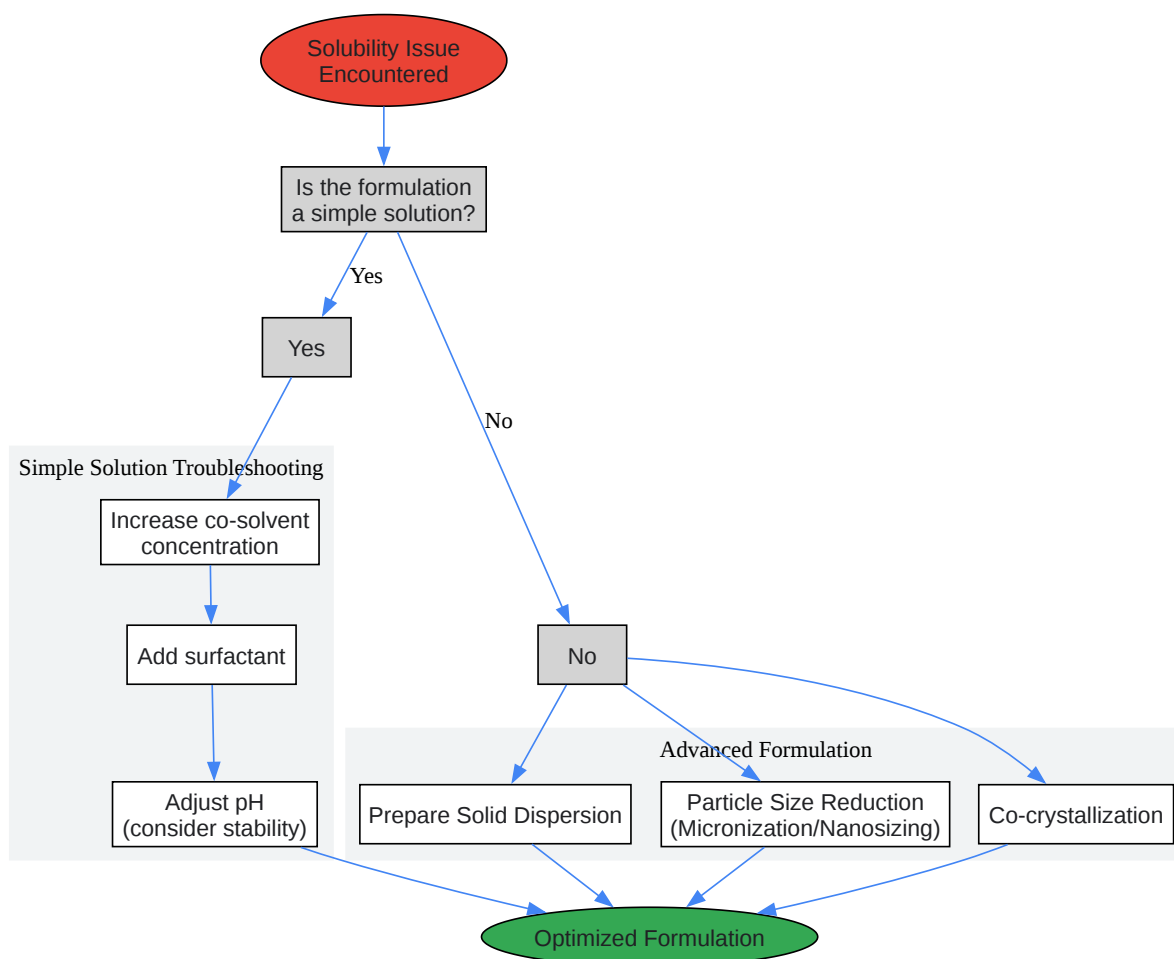 Solubility Issue
Encountered
Is the formulation
a simple solution?
Yes
Yes
No
Simple Solution Troubleshooting
Increase co-solvent
concentration
Add surfactant
No
Advanced Formulation
Adjust pH
(consider stability)
Prepare Solid Dispersion
Particle Size Reduction
(Micronization/Nanosizing)
Co-crystallization
Optimized Formulation